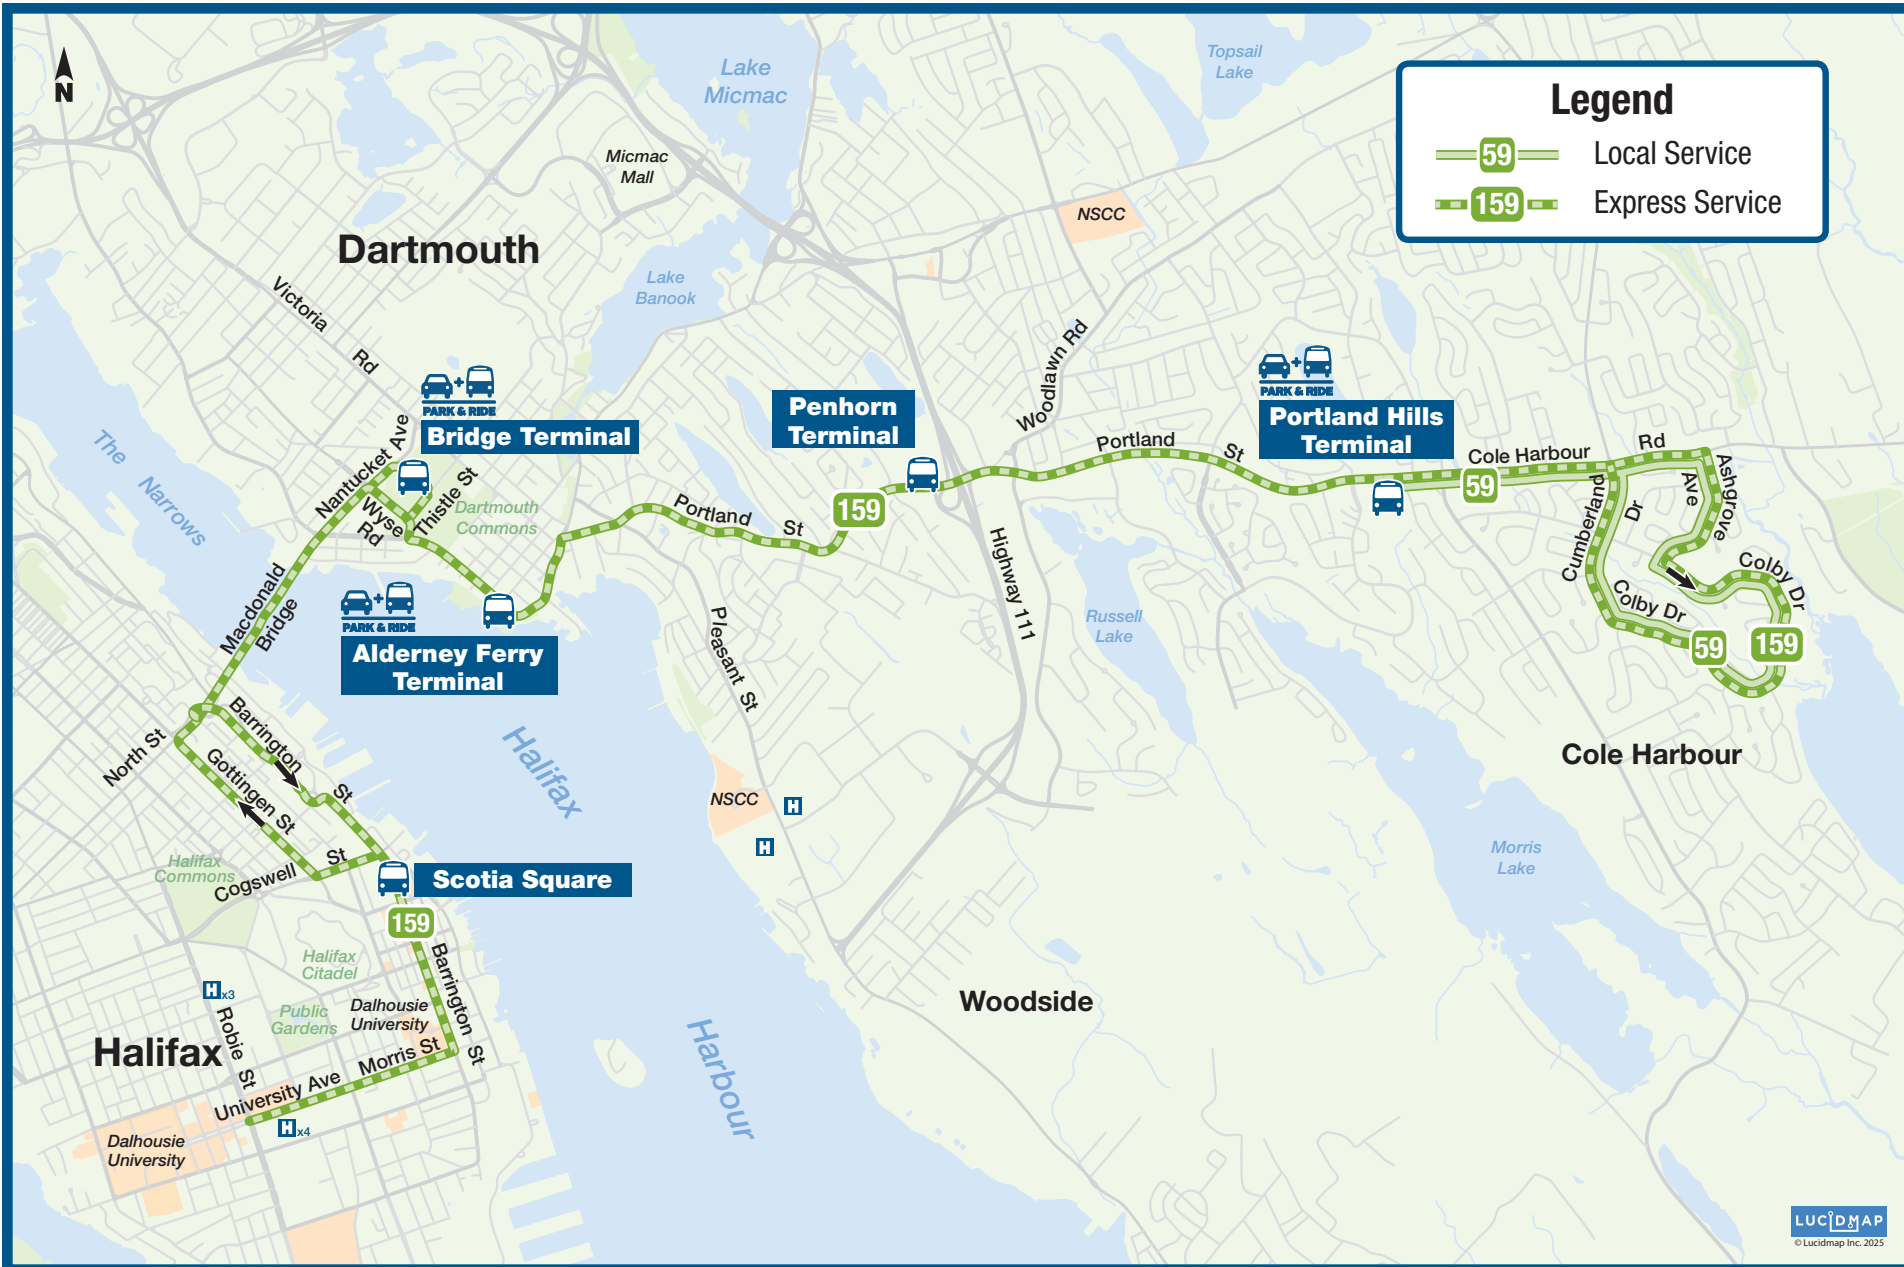 N
Lake
Micmac
Topsail
Lake
Legend
59
Local Service
159
Express Service
Micmac
Mall
NSCC
Dartmouth
Lake
Banook
Victoria
Rd
Woodlawn Rd
PARK & RIDE
Bridge Terminal
Penhorn
Terminal
PARK & RIDE
Portland Hills
Terminal
The
Narrows
Nantucket Ave
Thistle St
Wyse
Rd
Dartmouth
Commons
Portland
St
159
Portland
St
Cole Harbour
Rd
59
Ashgrove
Ave
Cumberland
Dr
Colby Dr
Colby Dr
59
159
Highway 111
Russell
Lake
Macdonald
Bridge
PARK & RIDE
Alderney Ferry
Terminal
Pleasant
St
Barrington
St
North St
Gottingen St
Halifax
Harbour
NSCC
H
H
Cole Harbour
Halifax
Commons
Cogswell
St
Scotia Square
159
Morris
Lake
Halifax
Citadel
Barrington
St
H x3
Robie
St
Public
Gardens
Dalhousie
University
Woodside
Halifax
University Ave
Morris St
H x4
Dalhousie
University
LUCIDMAP
© Lucidmap Inc. 2025